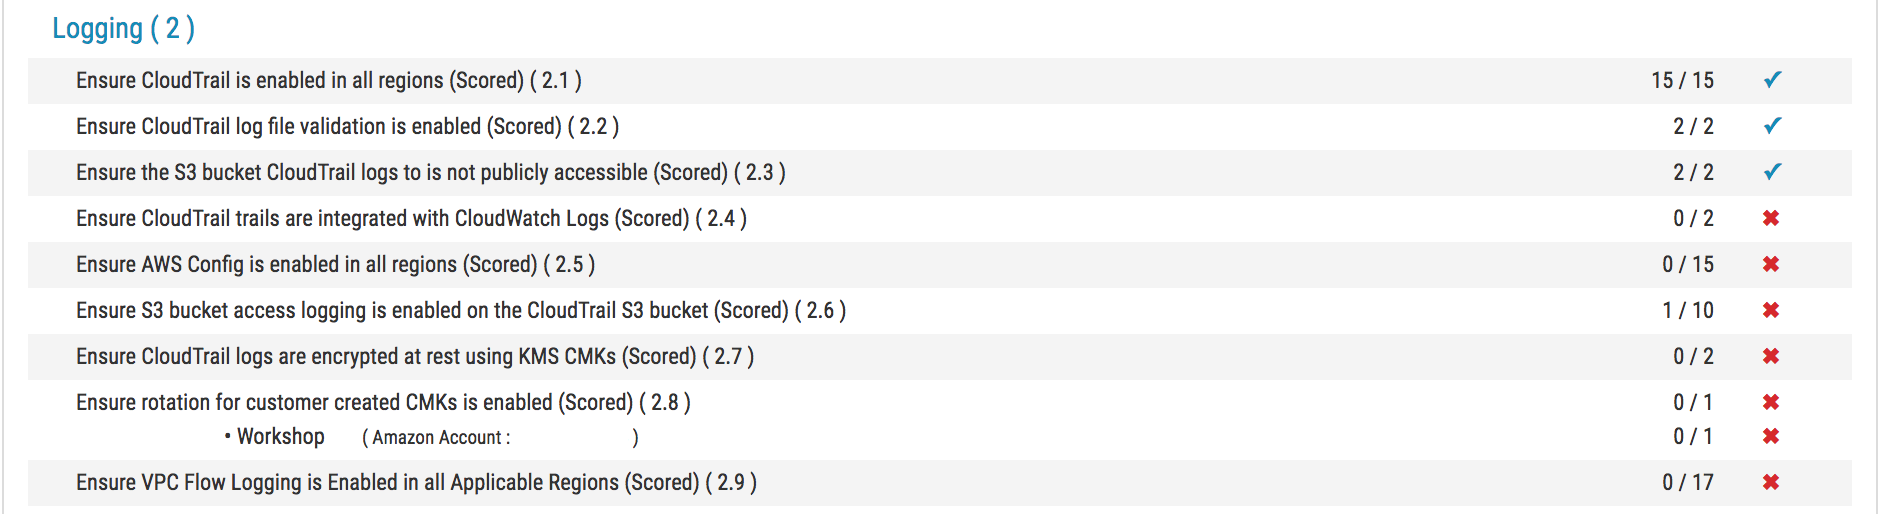 Logging ( 2 )
Ensure CloudTrail is enabled in all regions (Scored) ( 2.1 ) 15 / 15 ✔
Ensure CloudTrail log file validation is enabled (Scored) ( 2.2 ) 2 / 2 ✔
Ensure the S3 bucket CloudTrail logs to is not publicly accessible (Scored) ( 2.3 ) 2 / 2 ✔
Ensure CloudTrail trails are integrated with CloudWatch Logs (Scored) ( 2.4 ) 0 / 2 ✖
Ensure AWS Config is enabled in all regions (Scored) ( 2.5 ) 0 / 15 ✖
Ensure S3 bucket access logging is enabled on the CloudTrail S3 bucket (Scored) ( 2.6 ) 1 / 10 ✖
Ensure CloudTrail logs are encrypted at rest using KMS CMKs (Scored) ( 2.7 ) 0 / 2 ✖
Ensure rotation for customer created CMKs is enabled (Scored) ( 2.8 ) 0 / 1 ✖
• Workshop ( Amazon Account : ) 0 / 1 ✖
Ensure VPC Flow Logging is Enabled in all Applicable Regions (Scored) ( 2.9 ) 0 / 17 ✖